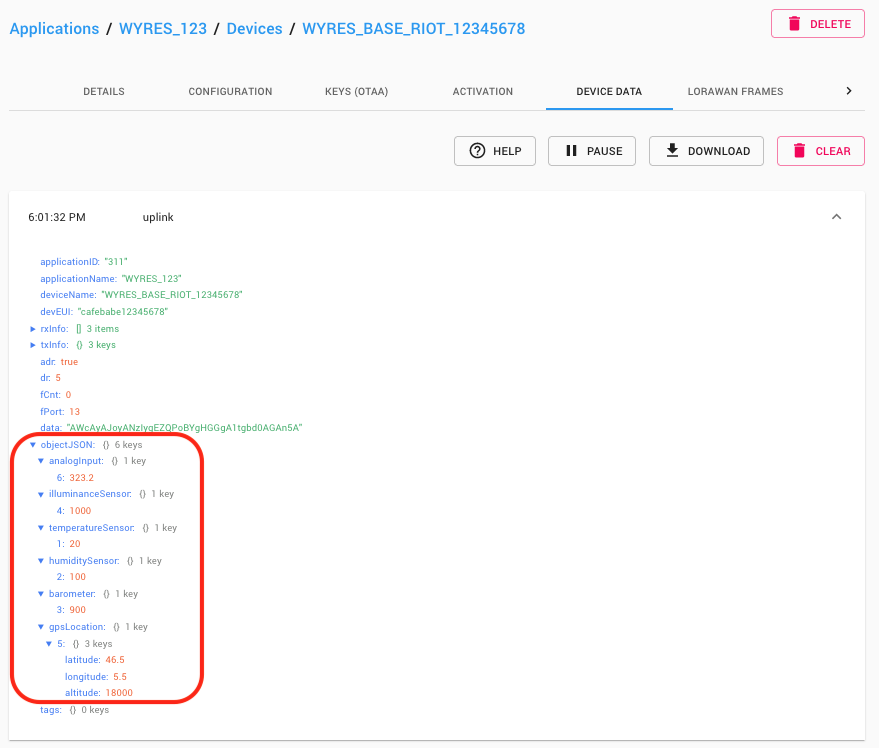 Applications / WYRES_123 / Devices / WYRES_BASE_RIOT_12345678
DELETE
DETAILS CONFIGURATION KEYS (OTAA) ACTIVATION DEVICE DATA LORAWAN FRAMES
HELP PAUSE DOWNLOAD CLEAR
6:01:32 PM uplink
applicationID: "311"
applicationName: "WYRES_123"
deviceName: "WYRES_BASE_RIOT_12345678"
devEUI: "cafebabe12345678"
rxInfo: [] 3 items
txInfo: {} 3 keys
adr: true
dr: 5
fCnt: 0
fPort: 13
data: "AWcAyAJoyANzIygEZQPoBYgHGGgA1tgbd0AGAn5A"
objectJSON: {} 6 keys
analogInput: {} 1 key
6: 323.2
illuminanceSensor: {} 1 key
4: 1000
temperatureSensor: {} 1 key
1: 20
humiditySensor: {} 1 key
2: 100
barometer: {} 1 key
3: 900
gpsLocation: {} 1 key
5: {} 3 keys
latitude: 46.5
longitude: 5.5
altitude: 18000
tags: {} 0 keys